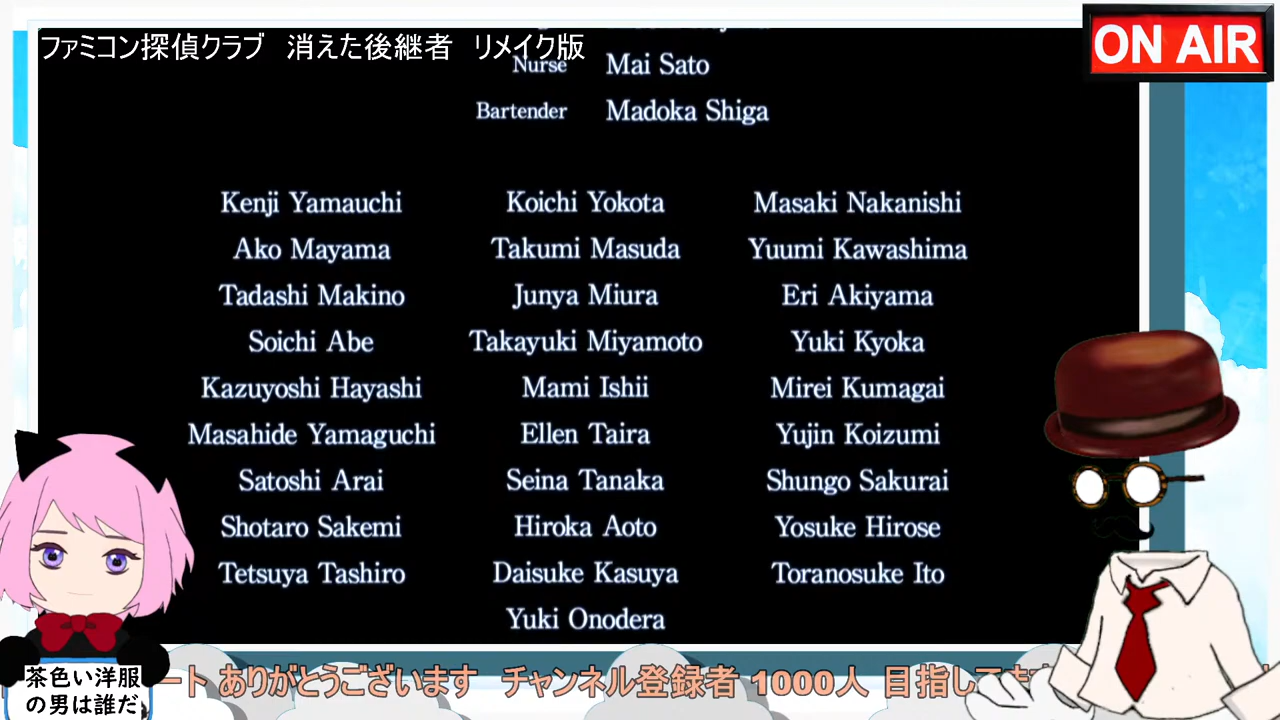 ファミコン探偵クラブ 消えた後継者 リメイク版
ON AIR
Nurse Mai Sato
Bartender Madoka Shiga
Kenji Yamauchi Koichi Yokota Masaki Nakanishi
Ako Mayama Takumi Masuda Yuumi Kawashima
Tadashi Makino Junya Miura Eri Akiyama
Soichi Abe Takayuki Miyamoto Yuki Kyoka
Kazuyoshi Hayashi Mami Ishii Mirei Kumagai
Masahide Yamaguchi Ellen Taira Yujin Koizumi
Satoshi Arai Seina Tanaka Shungo Sakurai
Shotaro Sakemi Hiroka Aoto Yosuke Hirose
Tetsuya Tashiro Daisuke Kasuya Toranosuke Ito
Yuki Onodera
茶色い洋服
の男は誰だ
ート ありがとうございます チャンネル登録者 1000人 目指して